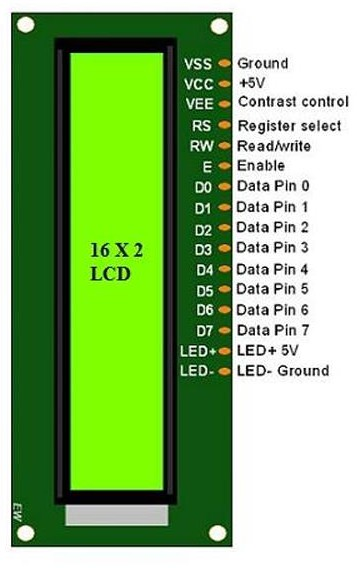 VSS Ground
VCC +5V
VEE Contrast control
RS Register select
RW Read/write
E Enable
D0 Data Pin 0
D1 Data Pin 1
D2 Data Pin 2
D3 Data Pin 3
D4 Data Pin 4
D5 Data Pin 5
D6 Data Pin 6
D7 Data Pin 7
LED+ LED+ 5V
LED- LED- Ground
16 X 2
LCD
EW